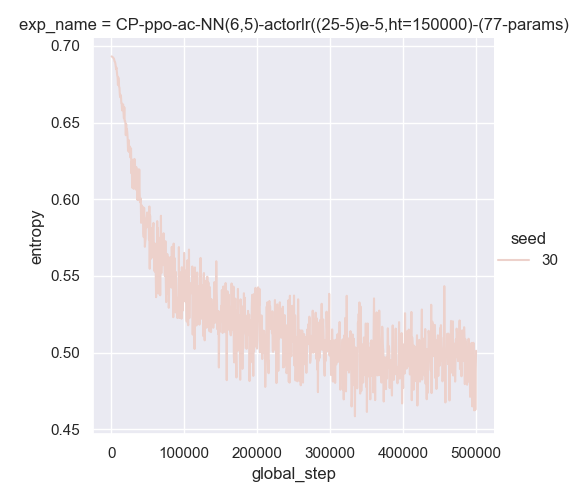 exp_name = CP-ppo-ac-NN(6,5)-actorlr((25-5)e-5,ht=150000)-(77-params)
0.70
0.65
0.60
0.55
0.50
0.45
entropy
0 100000 200000 300000 400000 500000
global_step
seed
30